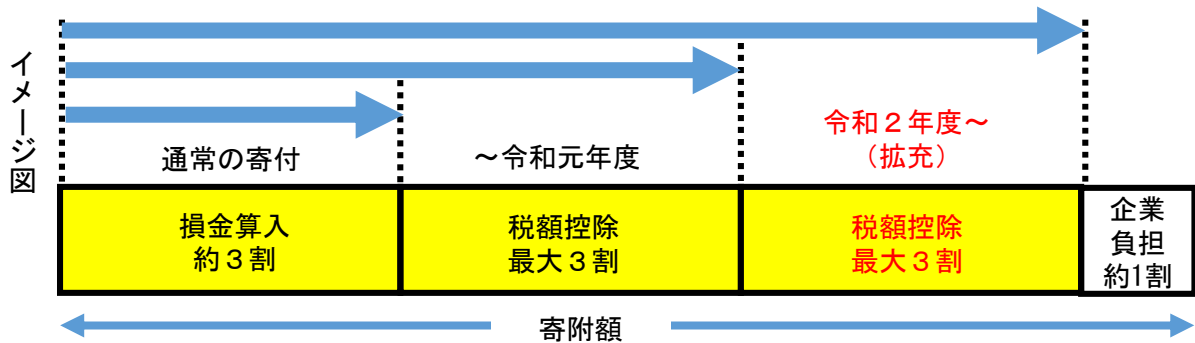 イメージ図
通常の寄付
～令和元年度
令和２年度～
（拡充）
損金算入
約３割
税額控除
最大３割
税額控除
最大３割
企業
負担
約1割
寄附額